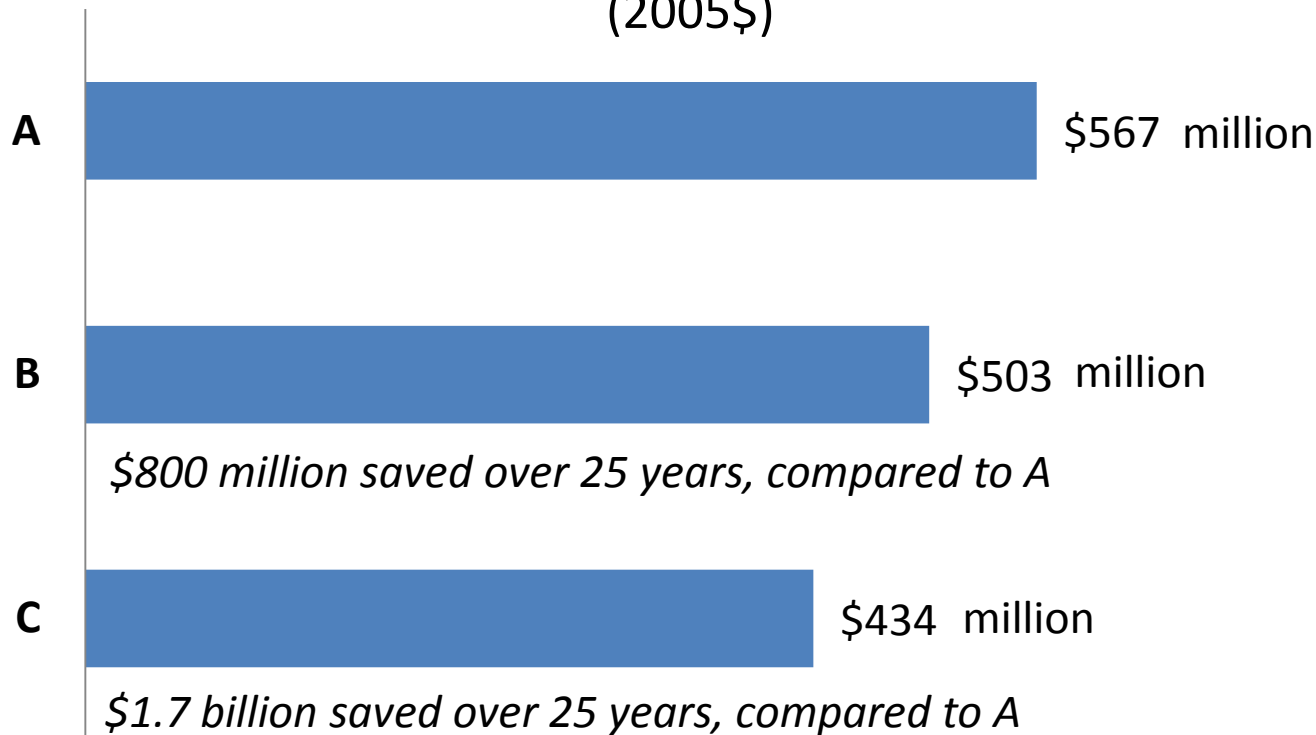 (2005$)
A $567 million
B $503 million
$800 million saved over 25 years, compared to A
C $434 million
$1.7 billion saved over 25 years, compared to A